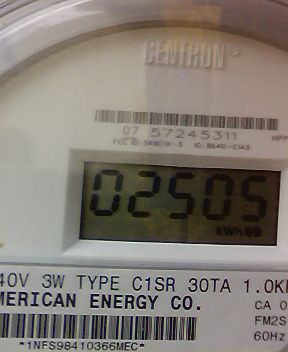 CENTRON®
07 57245311
02505
kWh
40V 3W TYPE C1SR 30TA 1.0K
MERICAN ENERGY CO.
CA 0
FM2S
60Hz
*1NFS98410366MEC*